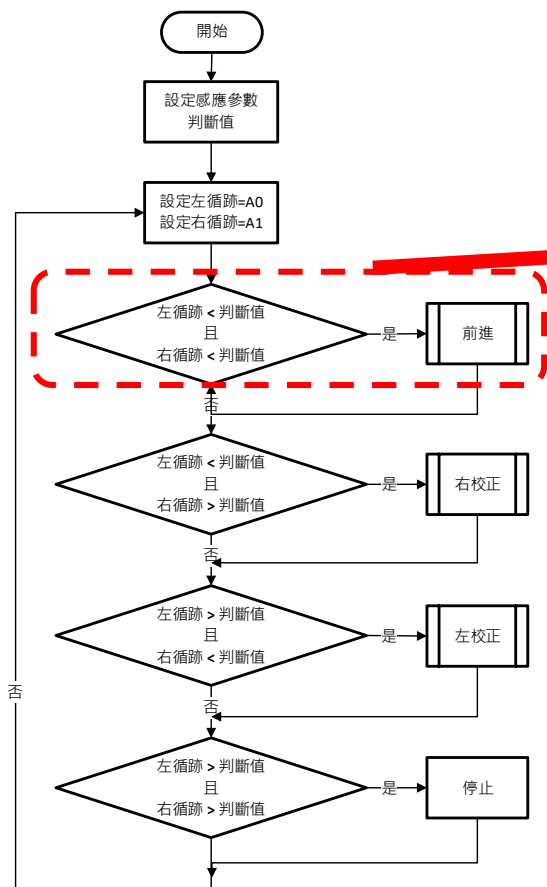 開始
設定感應參數
判斷值
設定左循跡=A0
設定右循跡=A1
左循跡 < 判斷值
且
右循跡 < 判斷值
是
前進
否
左循跡 < 判斷值
且
右循跡 > 判斷值
是
右校正
否
左循跡 > 判斷值
且
右循跡 < 判斷值
是
左校正
否
否
左循跡 > 判斷值
且
右循跡 > 判斷值
是
停止